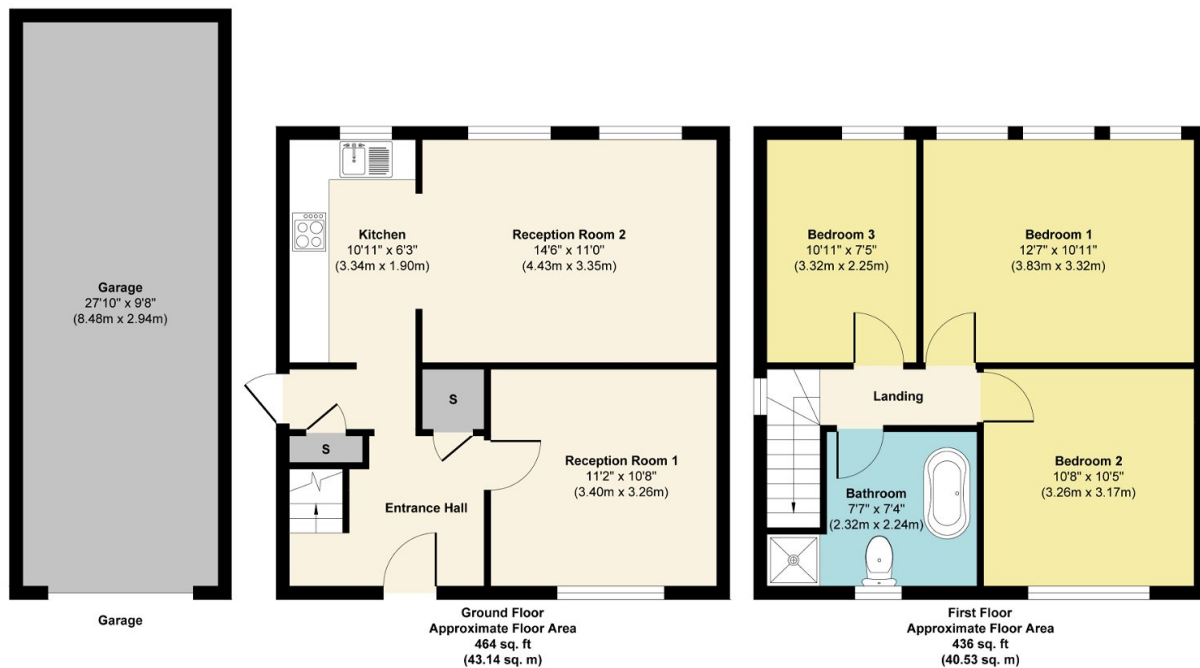 Garage
27'10" x 9'8"
(8.48m x 2.94m)
Garage
Kitchen
10'11" x 6'3"
(3.34m x 1.90m)
Reception Room 2
14'6" x 11'0"
(4.43m x 3.35m)
S
S
Reception Room 1
11'2" x 10'8"
(3.40m x 3.26m)
Entrance Hall
Ground Floor
Approximate Floor Area
464 sq. ft
(43.14 sq. m)
Bedroom 3
10'11" x 7'5"
(3.32m x 2.25m)
Bedroom 1
12'7" x 10'11"
(3.83m x 3.32m)
Landing
Bedroom 2
10'8" x 10'5"
(3.26m x 3.17m)
Bathroom
7'7" x 7'4"
(2.32m x 2.24m)
First Floor
Approximate Floor Area
436 sq. ft
(40.53 sq. m)